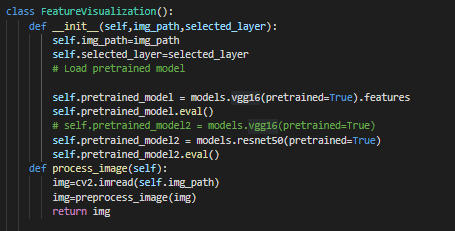 class FeatureVisualization():
    def __init__(self,img_path,selected_layer):
        self.img_path=img_path
        self.selected_layer=selected_layer
        # Load pretrained model

        self.pretrained_model = models.vgg16(pretrained=True).features
        self.pretrained_model.eval()
        # self.pretrained_model2 = models.vgg16(pretrained=True)
        self.pretrained_model2 = models.resnet50(pretrained=True)
        self.pretrained_model2.eval()
    def process_image(self):
        img=cv2.imread(self.img_path)
        img=preprocess_image(img)
        return img